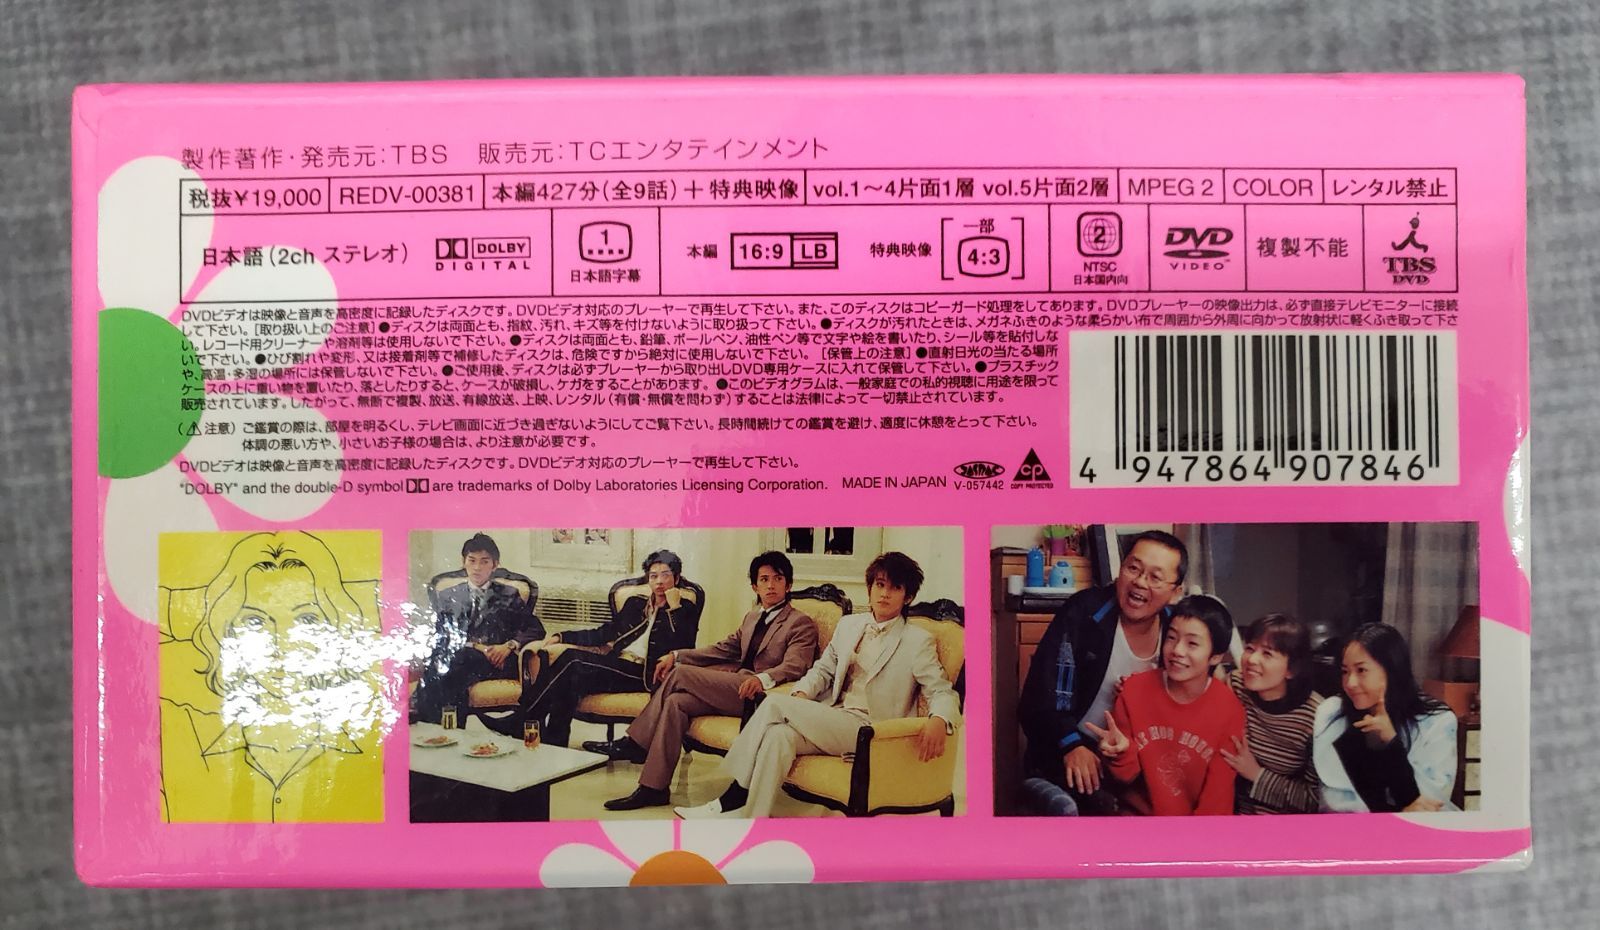 製作著作・発売元：TBS　販売元：TCエンタテインメント
税抜¥19,000 REDV-00381 本編427分(全9話)＋特典映像 vol.1〜4片面1層 vol.5片面2層 MPEG 2 COLOR レンタル禁止
日本語(2ch ステレオ) DOLBY DIGITAL 1 日本語字幕 本編 16:9 LB 特典映像 一部 4:3 2 NTSC 日本国内向 DVD VIDEO 複製不能 TBS DVD
DVDビデオは映像と音声を高密度に記録したディスクです。DVDビデオ対応のプレーヤーで再生して下さい。また、このディスクはコピーガード処理をしてあります。DVDプレーヤーの映像出力は、必ず直接テレビモニターに接続
して下さい。[取り扱い上のご注意]●ディスクは両面とも、指紋、汚れ、キズ等を付けないように取り扱って下さい。●ディスクが汚れたときは、メガネふきのような柔らかい布で周囲から外周に向かって放射状に軽くふき取って下さ
い。レコード用クリーナーや溶剤等は使用しないで下さい。●ディスクは両面とも、鉛筆、ボールペン、油性ペン等で文字や絵を書いたり、シール等を貼付しな
いで下さい。●ひび割れや変形、又は接着剤等で補修したディスクは、危険ですから絶対に使用しないで下さい。[保管上の注意]●直射日光の当たる場所
や、高温・多湿の場所には保管しないで下さい。●ご使用後、ディスクは必ずプレーヤーから取り出しDVD専用ケースに入れて保管して下さい。●プラスチック
ケースの上に重い物を置いたり、落としたりすると、ケースが破損し、ケガをすることがあります。●このビデオグラムは、一般家庭での私的視聴に用途を限って
販売されています。したがって、無断で複製、放送、有線放送、上映、レンタル(有償・無償を問わず)することは法律によって一切禁止されています。
(⚠注意) ご鑑賞の際は、部屋を明るくし、テレビ画面に近づき過ぎないようにしてご覧下さい。長時間続けての鑑賞を避け、適度に休憩をとって下さい。
体調の悪い方や、小さいお子様の場合は、より注意が必要です。
DVDビデオは映像と音声を高密度に記録したディスクです。DVDビデオ対応のプレーヤーで再生して下さい。
"DOLBY" and the double-D symbol are trademarks of Dolby Laboratories Licensing Corporation. MADE IN JAPAN V-057442 CP COPY PROTECTED
4 947864 907846